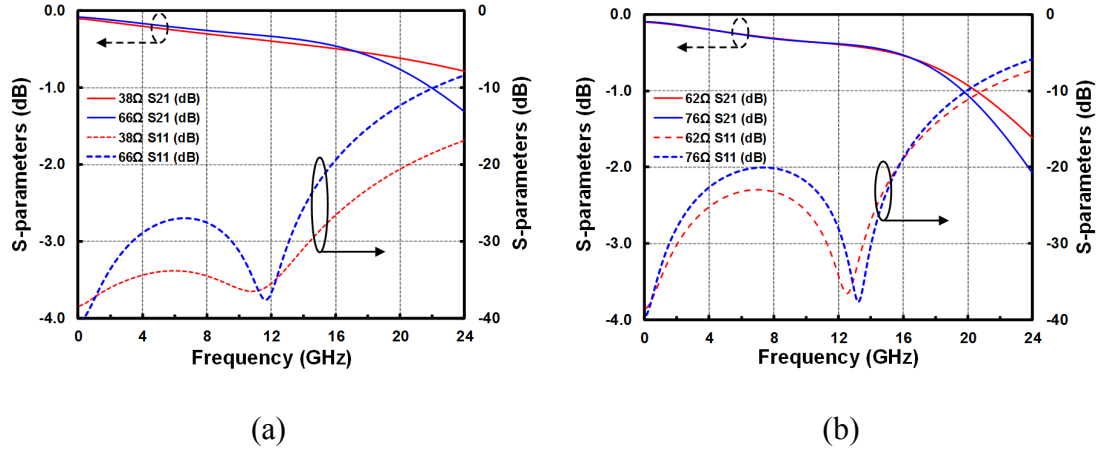 S-parameters (dB)
0.0
-1.0
-2.0
-3.0
-4.0
38Ω S21 (dB)
66Ω S21 (dB)
38Ω S11 (dB)
66Ω S11 (dB)
0
-10
-20
-30
-40
S-parameters (dB)
0 4 8 12 16 20 24
Frequency (GHz)
(a)
S-parameters (dB)
0.0
-1.0
-2.0
-3.0
-4.0
62Ω S21 (dB)
76Ω S21 (dB)
62Ω S11 (dB)
76Ω S11 (dB)
0
-10
-20
-30
-40
S-parameters (dB)
0 4 8 12 16 20 24
Frequency (GHz)
(b)